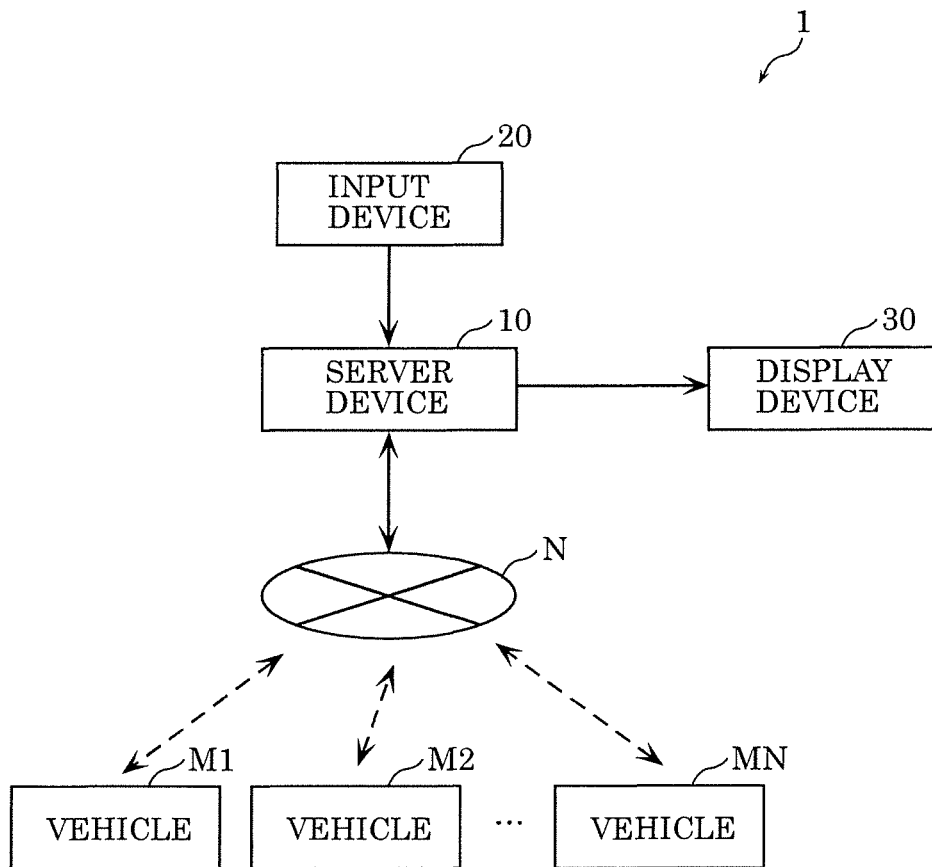 1
20
INPUT
DEVICE
10
SERVER
DEVICE
30
DISPLAY
DEVICE
N
M1
VEHICLE
M2
VEHICLE
...
MN
VEHICLE